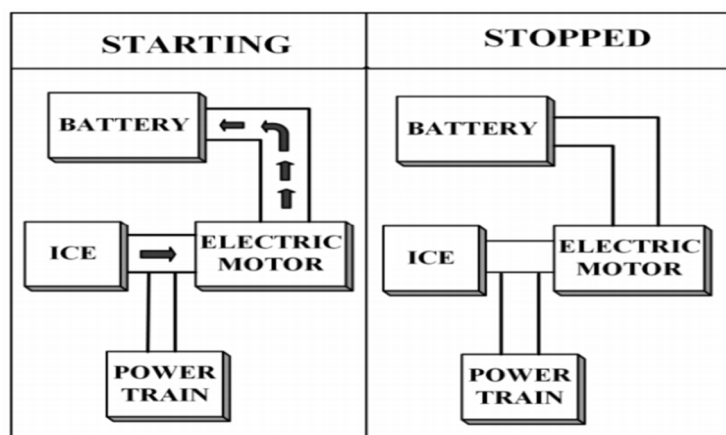 STARTING
BATTERY
ICE
ELECTRIC
MOTOR
POWER
TRAIN
STOPPED
BATTERY
ICE
ELECTRIC
MOTOR
POWER
TRAIN